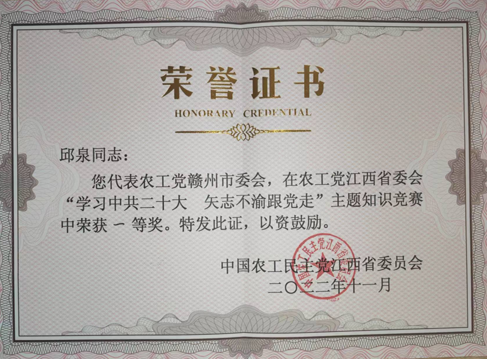 荣誉证书
HONORARY CREDENTIAL
邱泉同志：
您代表农工党赣州市委会，在农工党江西省委会
“学习中共二十大 矢志不渝跟党走”主题知识竞赛
中荣获一等奖。特发此证，以资鼓励。
中国农工民主党江西省委员会
二〇二二年十一月